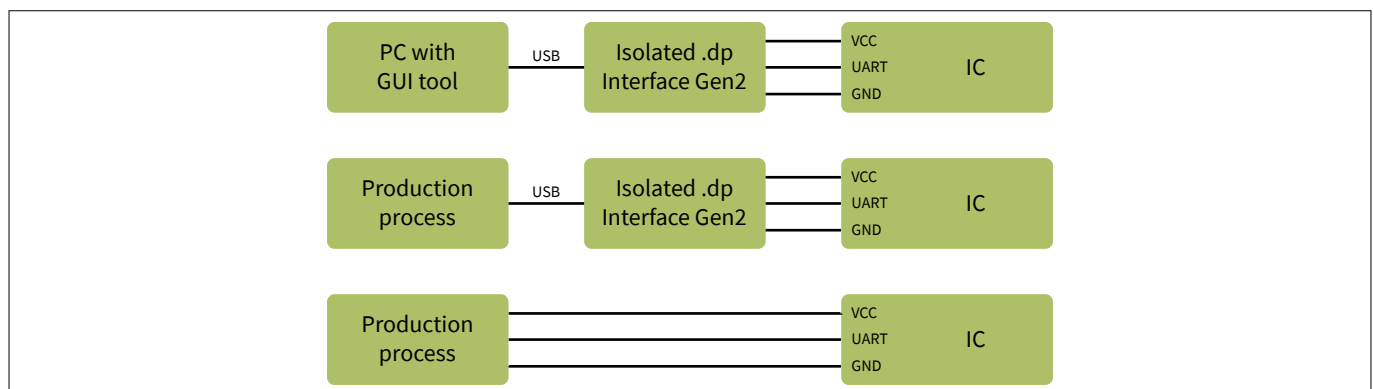 PC with
GUI tool
USB
Isolated .dp
Interface Gen2
VCC
UART
GND
IC
Production
process
USB
Isolated .dp
Interface Gen2
VCC
UART
GND
IC
Production
process
VCC
UART
GND
IC